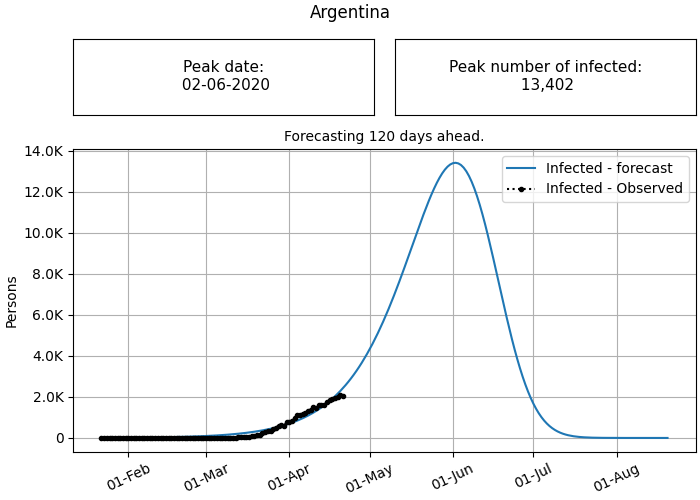 Argentina
Peak date:
02-06-2020
Peak number of infected:
13,402
Forecasting 120 days ahead.
14.0K
12.0K
10.0K
8.0K
6.0K
4.0K
2.0K
0
Persons
Infected - forecast
Infected - Observed
01-Feb
01-Mar
01-Apr
01-May
01-Jun
01-Jul
01-Aug